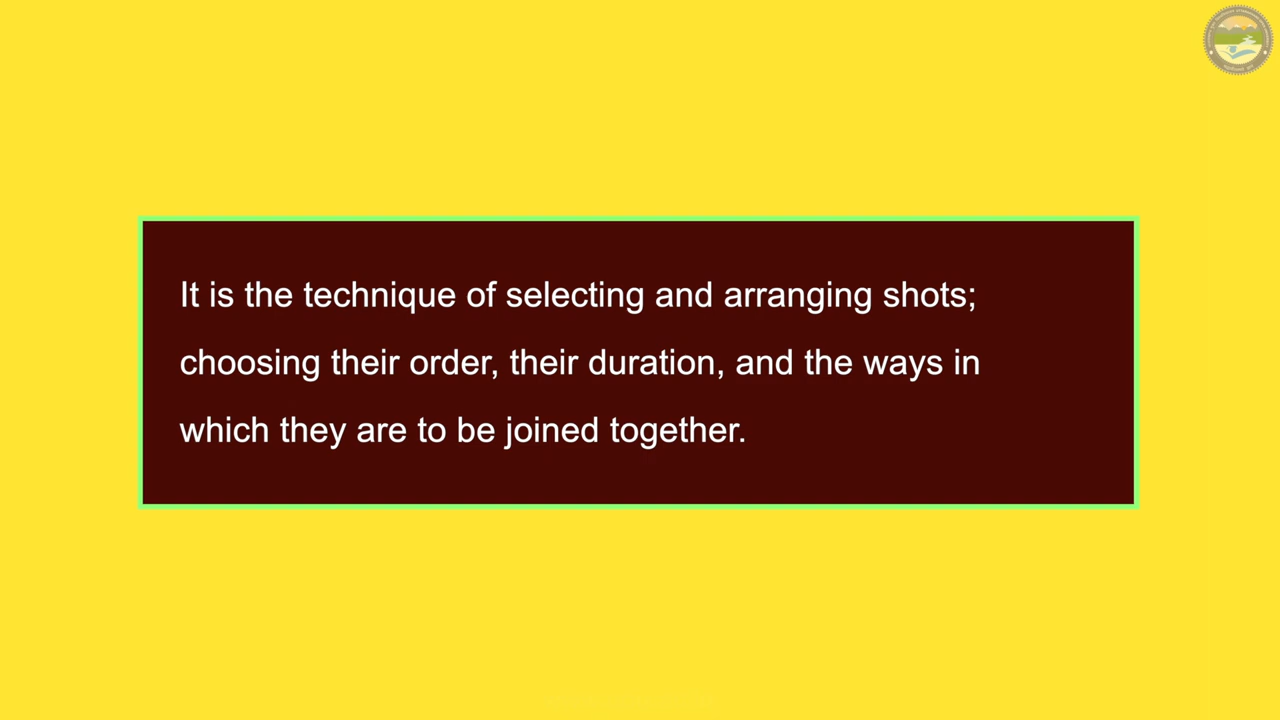 It is the technique of selecting and arranging shots;
choosing their order, their duration, and the ways in
which they are to be joined together.